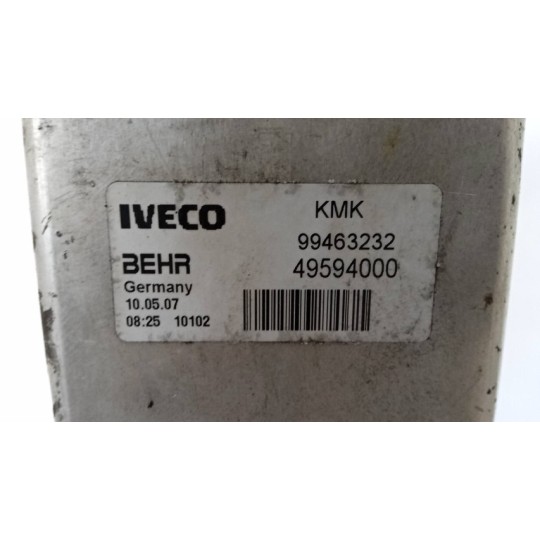 IVECO KMK
99463232
BEHR 49594000
Germany
10.05.07
08:25 10102